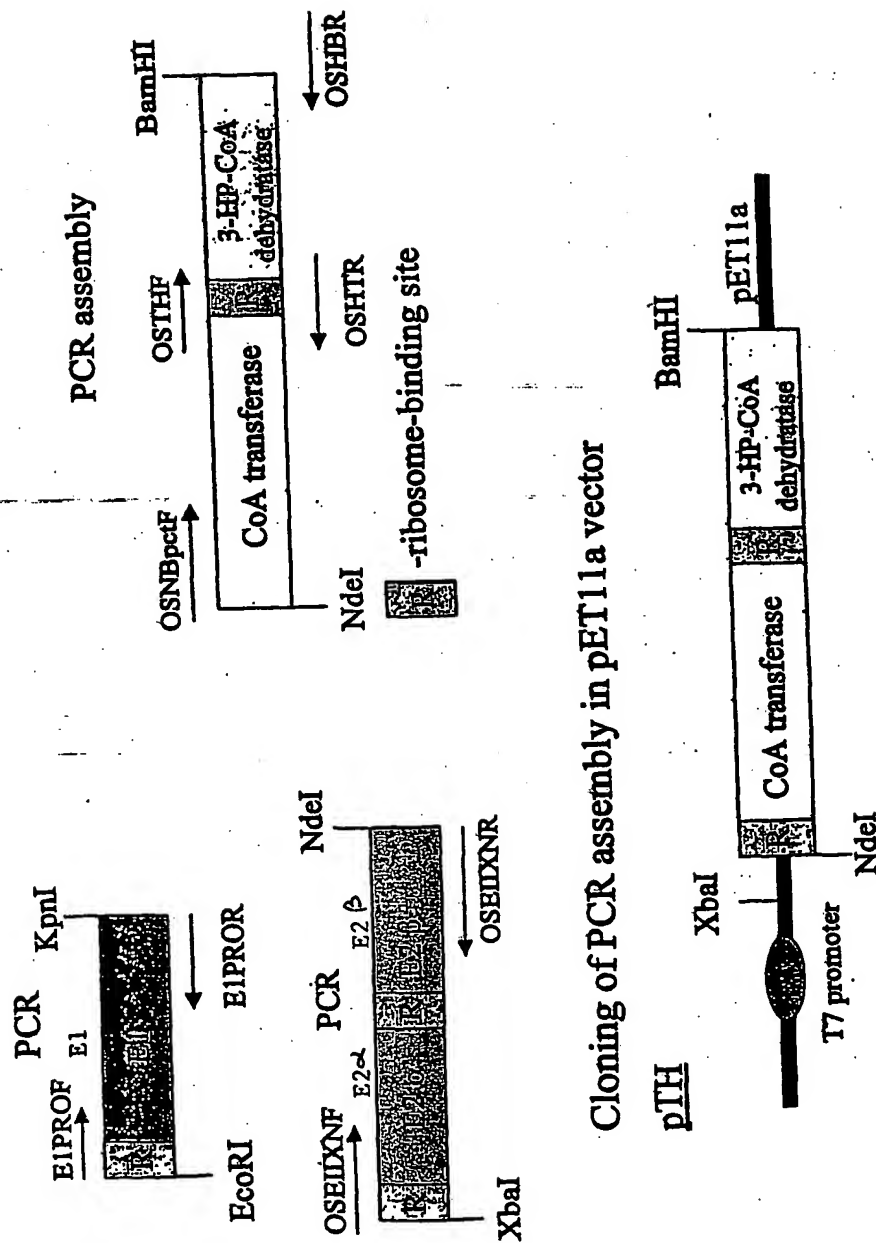 PCR
E1PROF
E1
KpnI
R
E1
EcoRI
E1PROR
PCR
OSEIIXNF
E2α
E2β
NdeI
R
R
XbaI
OSEIIXNR
PCR assembly
OSNBpctF
OSTHF
BamHI
CoA transferase
R
3-HP-CoA
dehydratase
NdeI
OSHTR
OSHBR
R
-ribosome-binding site
Cloning of PCR assembly in pET11a vector
pTH
XbaI
BamHI
R
CoA transferase
R
3-HP-CoA
dehydratase
pET11a
T7 promoter
NdeI